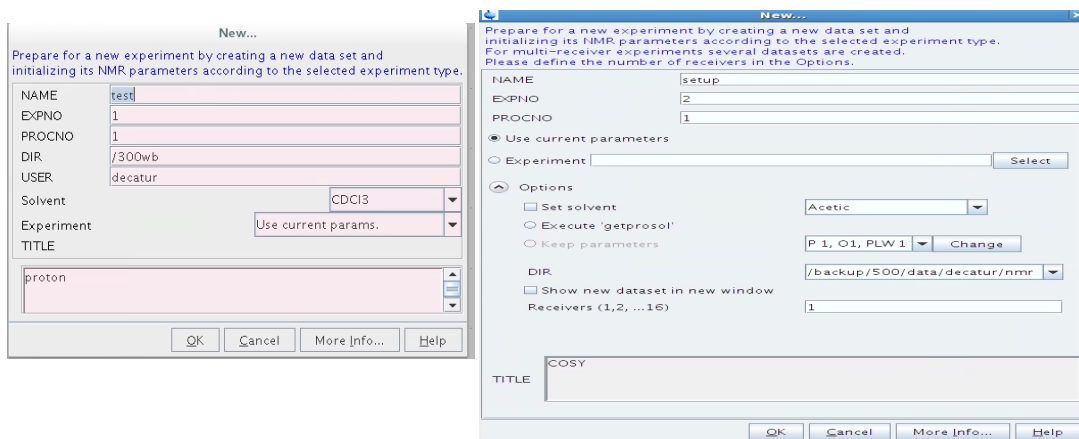 New...
Prepare for a new experiment by creating a new data set and
initializing its NMR parameters according to the selected experiment type.
NAME test
EXPNO 1
PROCNO 1
DIR /300wb
USER decatur
Solvent CDCl3
Experiment Use current params.
TITLE
proton
OK Cancel More Info... Help
New...
Prepare for a new experiment by creating a new data set and
initializing its NMR parameters according to the selected experiment type.
For multi-receiver experiments several datasets are created.
Please define the number of receivers in the Options.
NAME setup
EXPNO 2
PROCNO 1
Use current parameters
Experiment Select
Options
Set solvent Acetic
Execute 'getprosol'
Keep parameters P 1, O1, PLW 1 Change
DIR /backup/500/data/decatur/nmr
Show new dataset in new window
Receivers (1,2, ...16) 1
TITLE COSY
OK Cancel More Info... Help